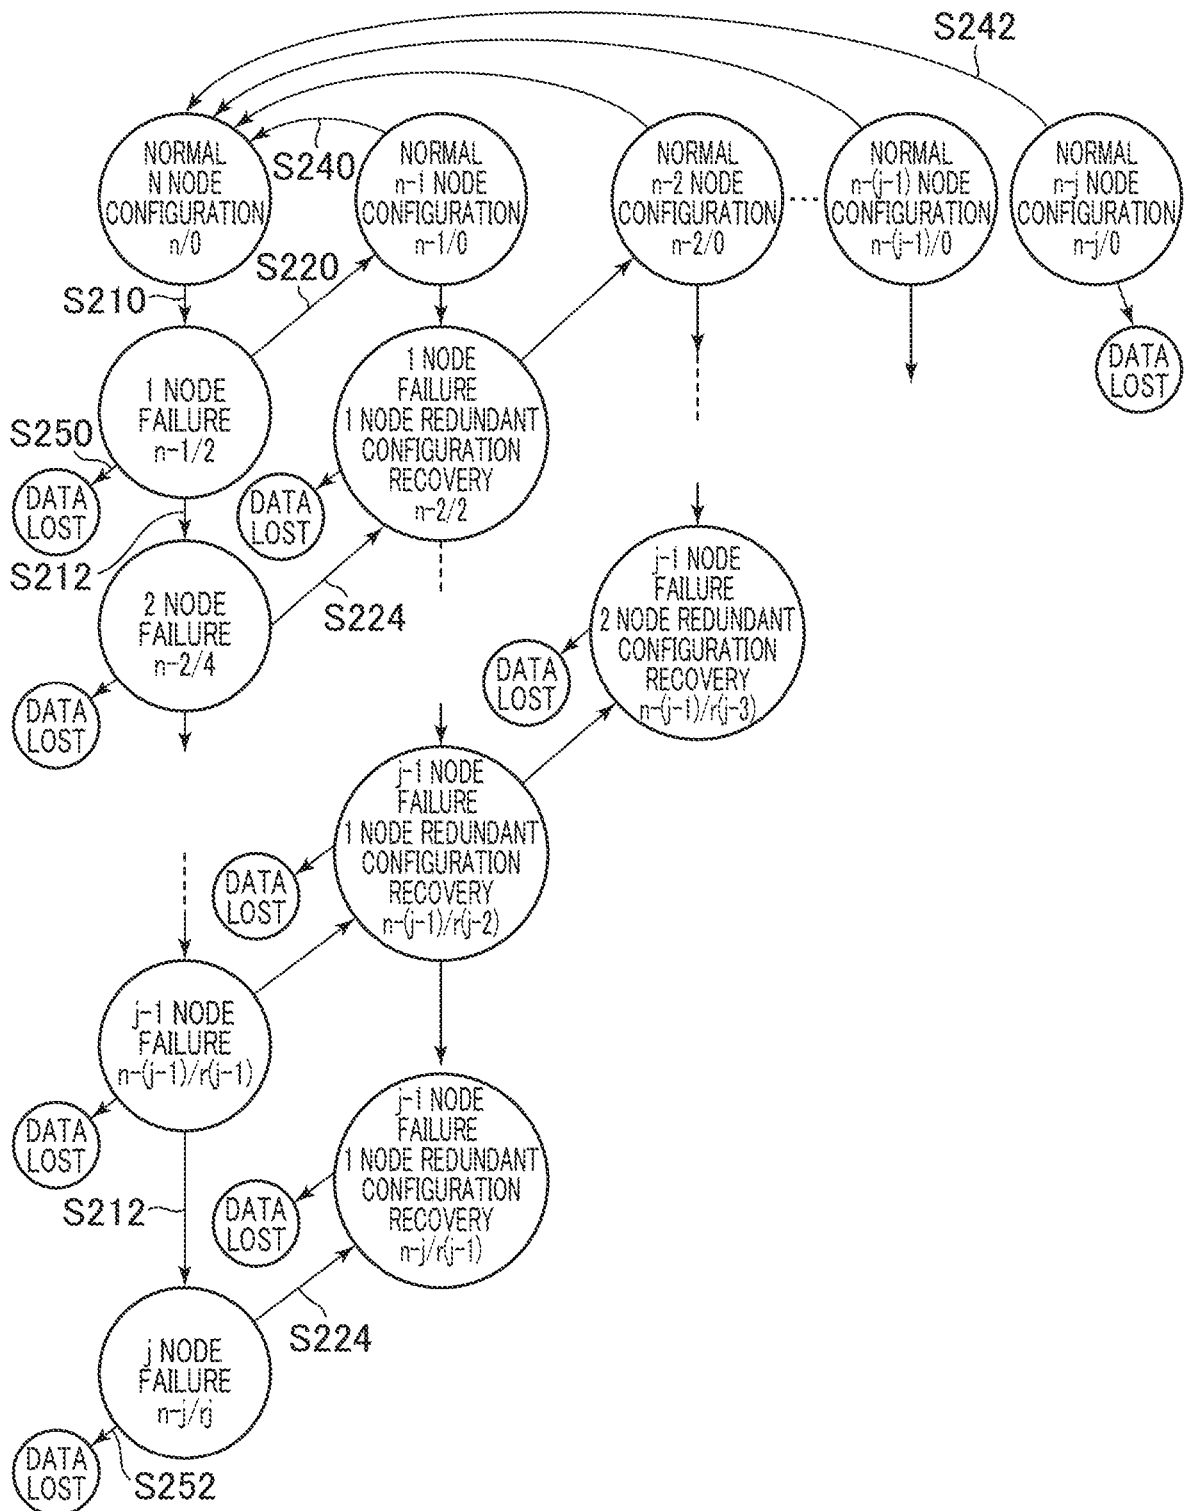 S242
NORMAL
N NODE
CONFIGURATION
n/0
S240
NORMAL
n-1 NODE
CONFIGURATION
n-1/0
NORMAL
n-2 NODE
CONFIGURATION
n-2/0
...
NORMAL
n-(j-1) NODE
CONFIGURATION
n-(j-1)/0
NORMAL
n-j NODE
CONFIGURATION
n-j/0
S210
S220
DATA
LOST
1 NODE
FAILURE
n-1/2
1 NODE
FAILURE
1 NODE REDUNDANT
CONFIGURATION
RECOVERY
n-2/2
S250
DATA
LOST
DATA
LOST
S212
2 NODE
FAILURE
n-2/4
S224
j-1 NODE
FAILURE
2 NODE REDUNDANT
CONFIGURATION
RECOVERY
n-(j-1)/r(j-3)
DATA
LOST
DATA
LOST
j-1 NODE
FAILURE
1 NODE REDUNDANT
CONFIGURATION
RECOVERY
n-(j-1)/r(j-2)
DATA
LOST
j-1 NODE
FAILURE
n-(j-1)/r(j-1)
DATA
LOST
j-1 NODE
FAILURE
1 NODE REDUNDANT
CONFIGURATION
RECOVERY
n-j/r(j-1)
S212
DATA
LOST
S224
j NODE
FAILURE
n-j/rj
DATA
LOST
S252